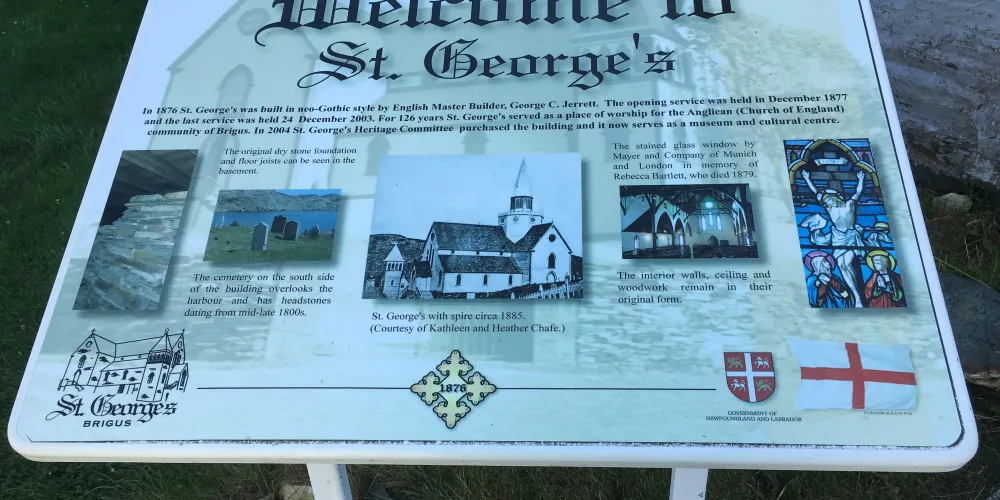 Welcome to
St. George's
In 1876 St. George's was built in neo-Gothic style by English Master Builder, George C. Jerrett. The opening service was held in December 1877
and the last service was held 24 December 2003. For 126 years St. George's served as a place of worship for the Anglican (Church of England)
community of Brigus. In 2004 St. George's Heritage Committee purchased the building and it now serves as a museum and cultural centre.
The original dry stone foundation
and floor joists can be seen in the
basement.
The cemetery on the south side
of the building overlooks the
harbour and has headstones
dating from mid-late 1800s.
St. George's with spire circa 1885.
(Courtesy of Kathleen and Heather Chafe.)
The stained glass window by
Mayer and Company of Munich
and London in memory of
Rebecca Bartlett, who died 1879.
The interior walls, ceiling and
woodwork remain in their
original form.
St. George's
BRIGUS
1876
GOVERNMENT OF
NEWFOUNDLAND AND LABRADOR